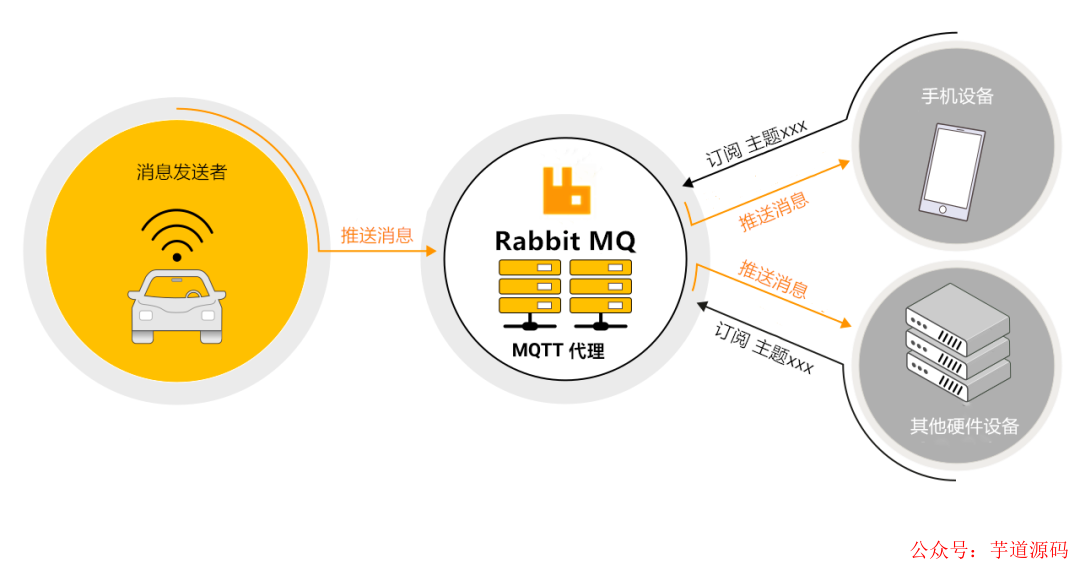 消息发送者
推送消息
Rabbit MQ
MQTT 代理
订阅 主题xxx
推送消息
手机设备
推送消息
订阅 主题xxx
其他硬件设备
公众号：芋道源码